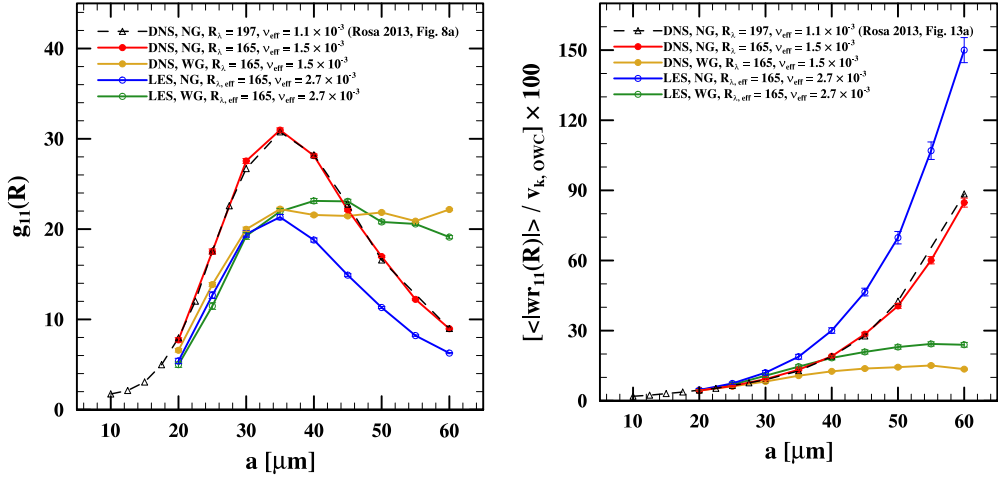 DNS, NG, Rλ = 197, νeff = 1.1 × 10-3 (Rosa 2013, Fig. 8a)
DNS, NG, Rλ = 165, νeff = 1.5 × 10-3
DNS, WG, Rλ = 165, νeff = 1.5 × 10-3
LES, NG, Rλ, eff = 165, νeff = 2.7 × 10-3
LES, WG, Rλ, eff = 165, νeff = 2.7 × 10-3
40
30
20
10
0
g11(R)
10 20 30 40 50 60
a [μm]
DNS, NG, Rλ = 197, νeff = 1.1 × 10-3 (Rosa 2013, Fig. 13a)
DNS, NG, Rλ = 165, νeff = 1.5 × 10-3
DNS, WG, Rλ = 165, νeff = 1.5 × 10-3
LES, NG, Rλ, eff = 165, νeff = 2.7 × 10-3
LES, WG, Rλ, eff = 165, νeff = 2.7 × 10-3
150
120
90
60
30
0
[<|wr11(R)|> / vk, OWC] × 100
10 20 30 40 50 60
a [μm]